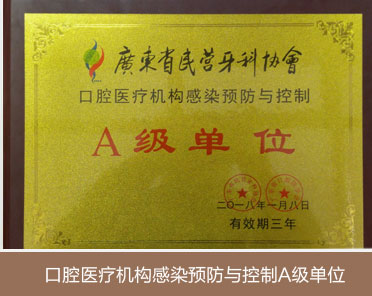 廣東省民营牙科协會
口腔医疗机构感染预防与控制
A级单位
二〇一八年一月八日
有效期三年
口腔医疗机构感染预防与控制A级单位